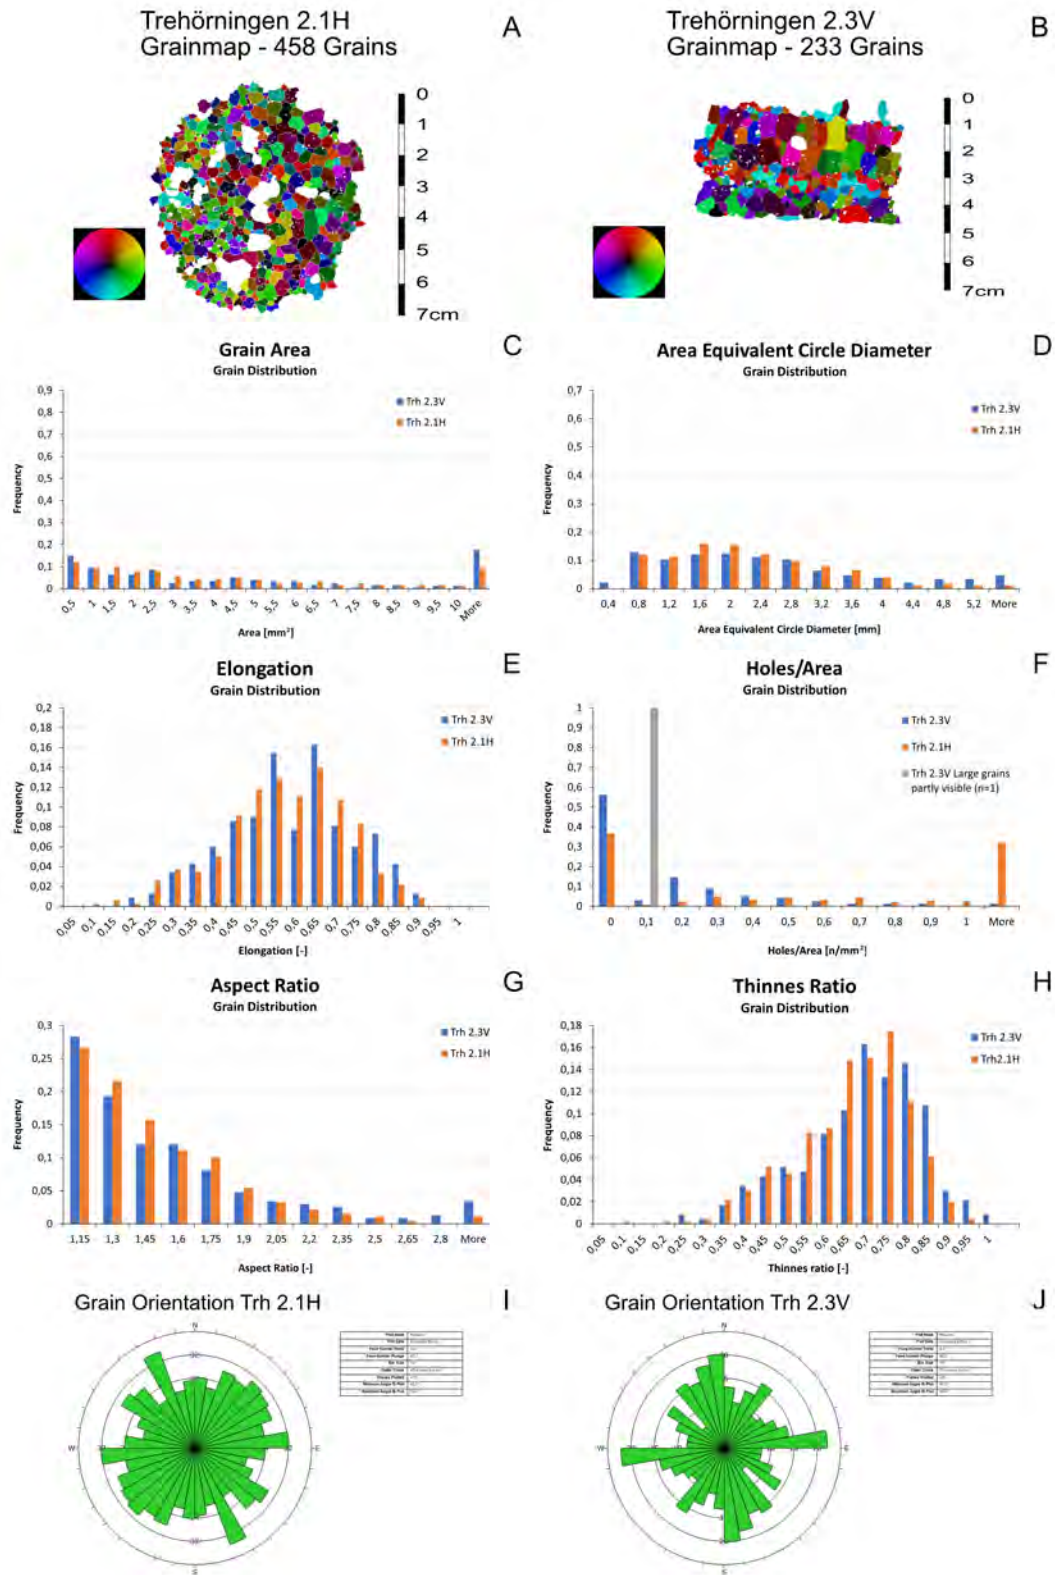 Trehörningen 2.1H
Grainmap - 458 Grains
A
0
1
2
3
4
5
6
7cm
Trehörningen 2.3V
Grainmap - 233 Grains
B
0
1
2
3
4
5
6
7cm
Grain Area
C
Grain Distribution
0,9
0,8
0,7
0,6
0,5
0,4
0,3
0,2
0,1
0
Frequency
Trh 2.3V
Trh 2.1H
0,5 1 1,5 2 2,5 3 3,5 4 4,5 5 5,5 6 6,5 7 7,5 8 8,5 9 9,5 10 More
Area [mm²]
Area Equivalent Circle Diameter
D
Grain Distribution
0,7
0,6
0,5
0,4
0,3
0,2
0,1
0
Frequency
Trh 2.3V
Trh 2.1H
0,4 0,8 1,2 1,6 2 2,4 2,8 3,2 3,6 4 4,4 4,8 5,2 More
Area Equivalent Circle Diameter [mm]
Elongation
E
Grain Distribution
0,2
0,18
0,16
0,14
0,12
0,1
0,08
0,06
0,04
0,02
0
Frequency
Trh 2.3V
Trh 2.1H
0,05 0,1 0,15 0,2 0,25 0,3 0,35 0,4 0,45 0,5 0,55 0,6 0,65 0,7 0,75 0,8 0,85 0,9 0,95 1
Elongation [-]
Holes/Area
F
Grain Distribution
1
0,9
0,8
0,7
0,6
0,5
0,4
0,3
0,2
0,1
0
Frequency
Trh 2.3V
Trh 2.1H
Trh 2.3V Large grains
partly visible (n=1)
0 0,1 0,2 0,3 0,4 0,5 0,6 0,7 0,8 0,9 1 More
Holes/Area [n/mm²]
Aspect Ratio
G
Grain Distribution
0,3
0,25
0,2
0,15
0,1
0,05
0
Frequency
Trh 2.3V
Trh 2.1H
1,15 1,3 1,45 1,6 1,75 1,9 2,05 2,2 2,35 2,5 2,65 2,8 More
Aspect Ratio [-]
Thinnes Ratio
H
Grain Distribution
0,18
0,16
0,14
0,12
0,1
0,08
0,06
0,04
0,02
0
Frequency
Trh 2.3V
Trh2.1H
0,05 0,1 0,15 0,2 0,25 0,3 0,35 0,4 0,45 0,5 0,55 0,6 0,65 0,7 0,75 0,8 0,85 0,9 0,95 1
Thinnes ratio [-]
Grain Orientation Trh 2.1H
I
N
W
E
S
Grain Orientation Trh 2.3V
J
N
W
E
S